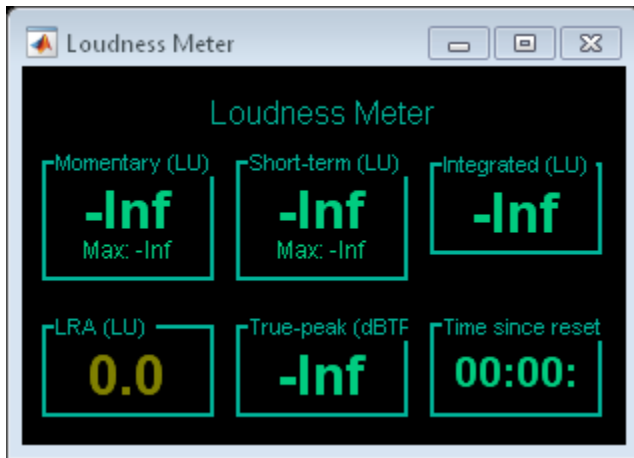 Loudness Meter
Loudness Meter
Momentary (LU)
-Inf
Max: -Inf
Short-term (LU)
-Inf
Max: -Inf
Integrated (LU)
-Inf
LRA (LU)
0.0
True-peak (dBTP
-Inf
Time since reset
00:00: